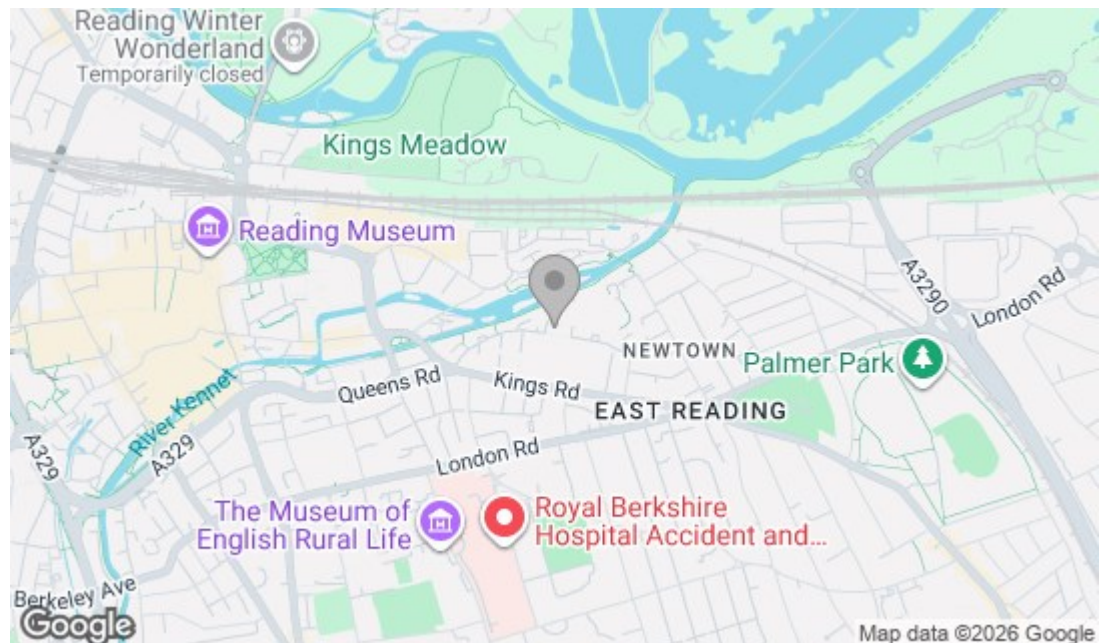 Reading Winter
Wonderland
Temporarily closed
Kings Meadow
Reading Museum
A3290
London Rd
NEWTOWN
Palmer Park
Queens Rd
Kings Rd
EAST READING
River Kennet
A329
A329
London Rd
The Museum of
English Rural Life
Royal Berkshire
Hospital Accident and...
Berkeley Ave
Google
Map data ©2026 Google